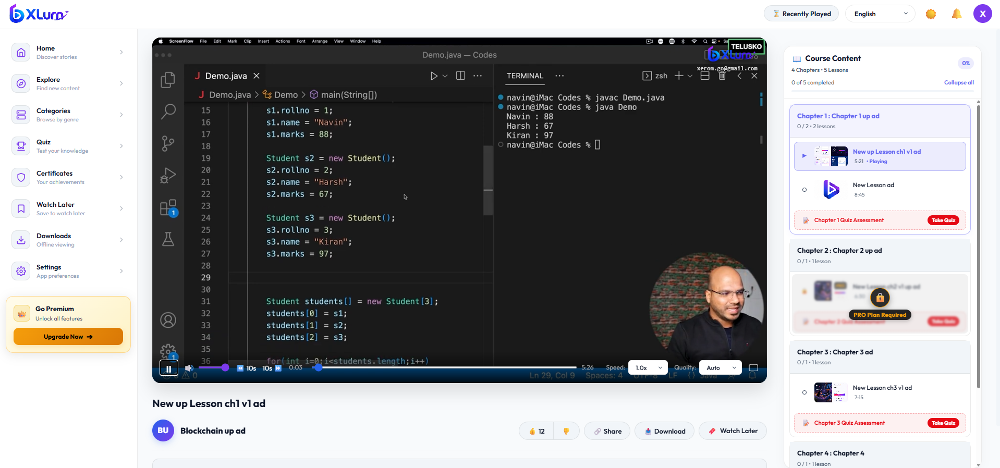 XLurn
Recently Played
English
X
Home
Discover stories
Explore
Find new content
Categories
Browse by genre
Quiz
Test your knowledge
Certificates
Your achievements
Watch Later
Save to watch later
Downloads
Offline viewing
Settings
App preferences
Go Premium
Unlock all features
Upgrade Now →
ScreenFlow File Edit Mark Clip Insert Actions Font Arrange View Window Help
TELUSKO
Demo.java — Codes
XLurn
xerom.go@gmail.com
J Demo.java ×
TERMINAL ...
zsh
J Demo.java > Demo > main(String[])
15 s1.rollno = 1;
16 s1.name = "Navin";
17 s1.marks = 88;
18
19 Student s2 = new Student();
20 s2.rollno = 2;
21 s2.name = "Harsh";
22 s2.marks = 67;
23
24 Student s3 = new Student();
25 s3.rollno = 3;
26 s3.name = "Kiran";
27 s3.marks = 97;
28
29
30
31 Student students[] = new Student[3];
32 students[0] = s1;
33 students[1] = s2;
34 students[2] = s3;
35
36 for(int i=0;i<students.length;i++)
navin@iMac Codes % javac Demo.java
navin@iMac Codes % java Demo
Navin : 88
Harsh : 67
Kiran : 97
navin@iMac Codes %
1
1
10s
10s
0:03
5:26
Speed:
1.0x
Quality:
Auto
0
Ln 29, Col 9 Spaces: 4 UTF-8 LF {} Java
New up Lesson ch1 v1 ad
BU
Blockchain up ad
12
Share
Download
Watch Later
Course Content
0%
4 Chapters • 5 Lessons
0 of 5 completed
Collapse all
Chapter 1 : Chapter 1 up ad
0 / 2 • 2 lessons
New up Lesson ch1 v1 ad
5:21 • Playing
New Lesson ad
8:45
Chapter 1 Quiz Assessment
Take Quiz
Chapter 2 : Chapter 2 up ad
0 / 1 • 1 lesson
New Lesson ch2 v1 up ad
PRO Plan Required
Chapter 2 Quiz Assessment
Take Quiz
Chapter 3 : Chapter 3 ad
0 / 1 • 1 lesson
New Lesson ch3 v1 ad
7:15
Chapter 3 Quiz Assessment
Take Quiz
Chapter 4 : Chapter 4
0 / 1 • 1 lesson